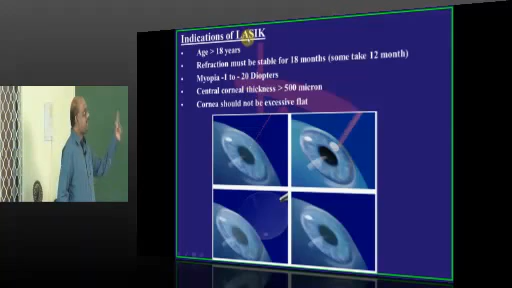 Indications of LASIK
Age > 18 years
Refraction must be stable for 18 months (some take 12 month)
Myopia -1 to - 20 Diopters
Central corneal thickness > 500 micron
Cornea should not be excessive flat